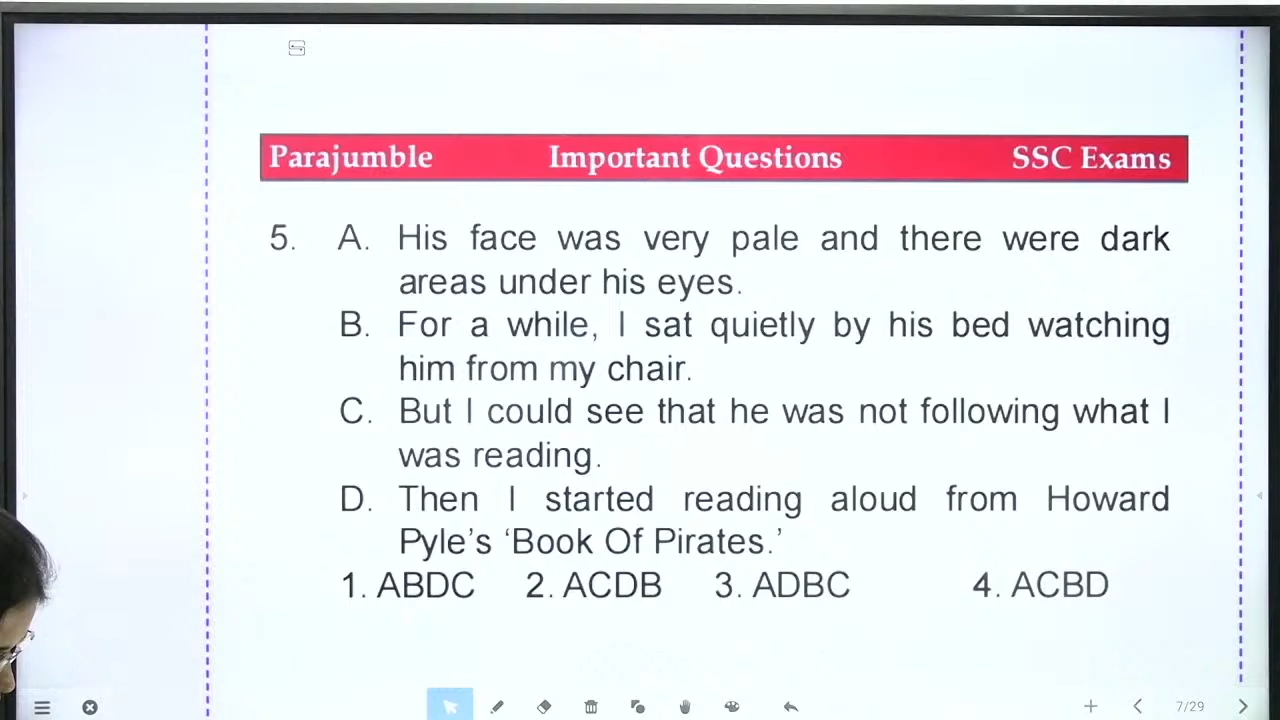 Parajumble Important Questions SSC Exams
5. A. His face was very pale and there were dark
areas under his eyes.
B. For a while, I sat quietly by his bed watching
him from my chair.
C. But I could see that he was not following what I
was reading.
D. Then I started reading aloud from Howard
Pyle’s ‘Book Of Pirates.’
1. ABDC 2. ACDB 3. ADBC 4. ACBD
7/29